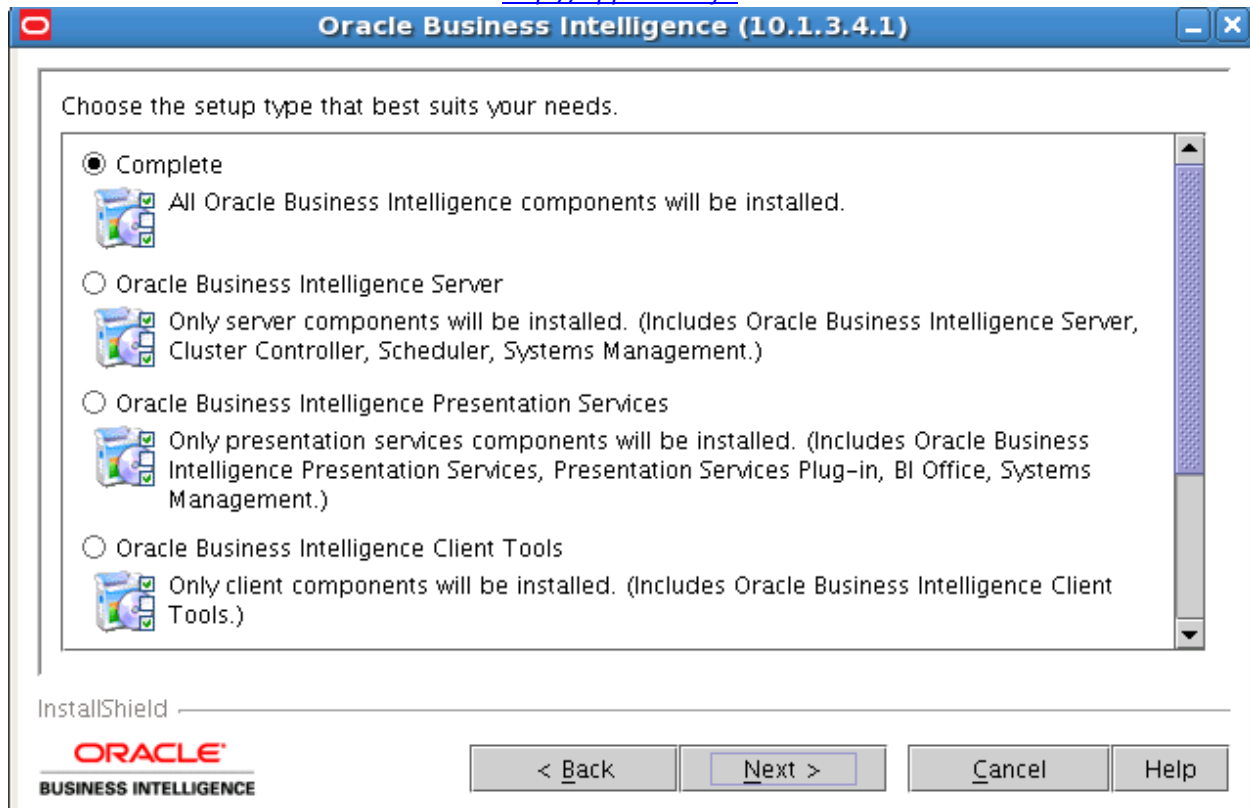 Oracle Business Intelligence (10.1.3.4.1)
Choose the setup type that best suits your needs.
Complete
All Oracle Business Intelligence components will be installed.
Oracle Business Intelligence Server
Only server components will be installed. (Includes Oracle Business Intelligence Server,
Cluster Controller, Scheduler, Systems Management.)
Oracle Business Intelligence Presentation Services
Only presentation services components will be installed. (Includes Oracle Business
Intelligence Presentation Services, Presentation Services Plug-in, BI Office, Systems
Management.)
Oracle Business Intelligence Client Tools
Only client components will be installed. (Includes Oracle Business Intelligence Client
Tools.)
InstallShield
ORACLE
BUSINESS INTELLIGENCE
< Back
Next >
Cancel
Help